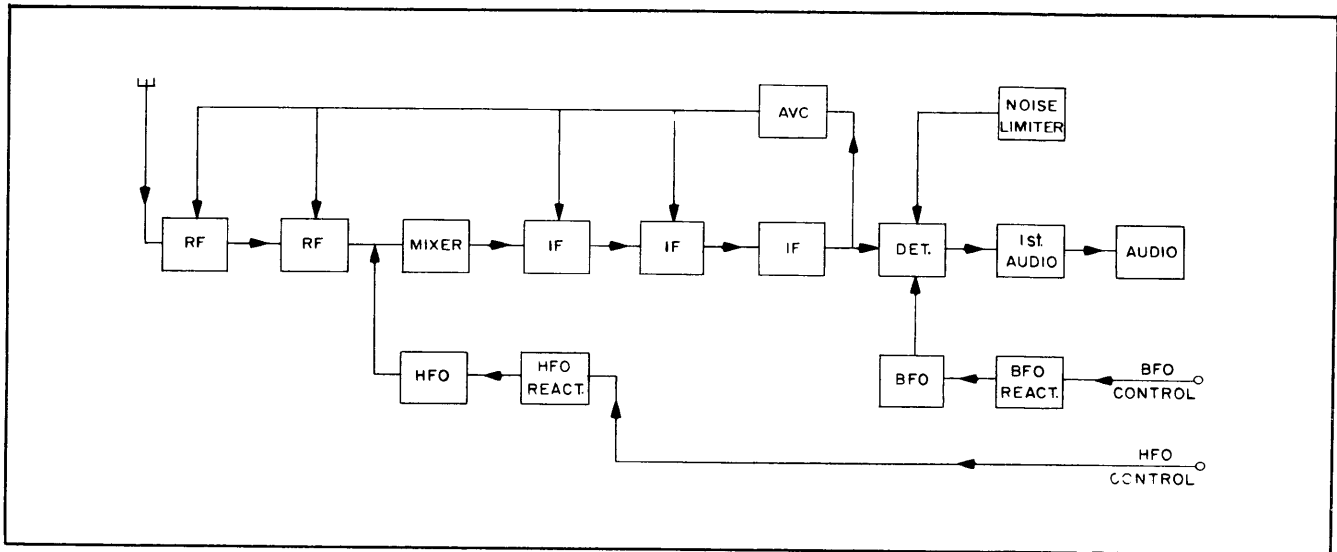 AVC
NOISE
LIMITER
RF
RF
MIXER
IF
IF
IF
DET.
1st.
AUDIO
AUDIO
HFO
HFO
REACT.
BFO
BFO
REACT.
BFO
CONTROL
HFO
CONTROL